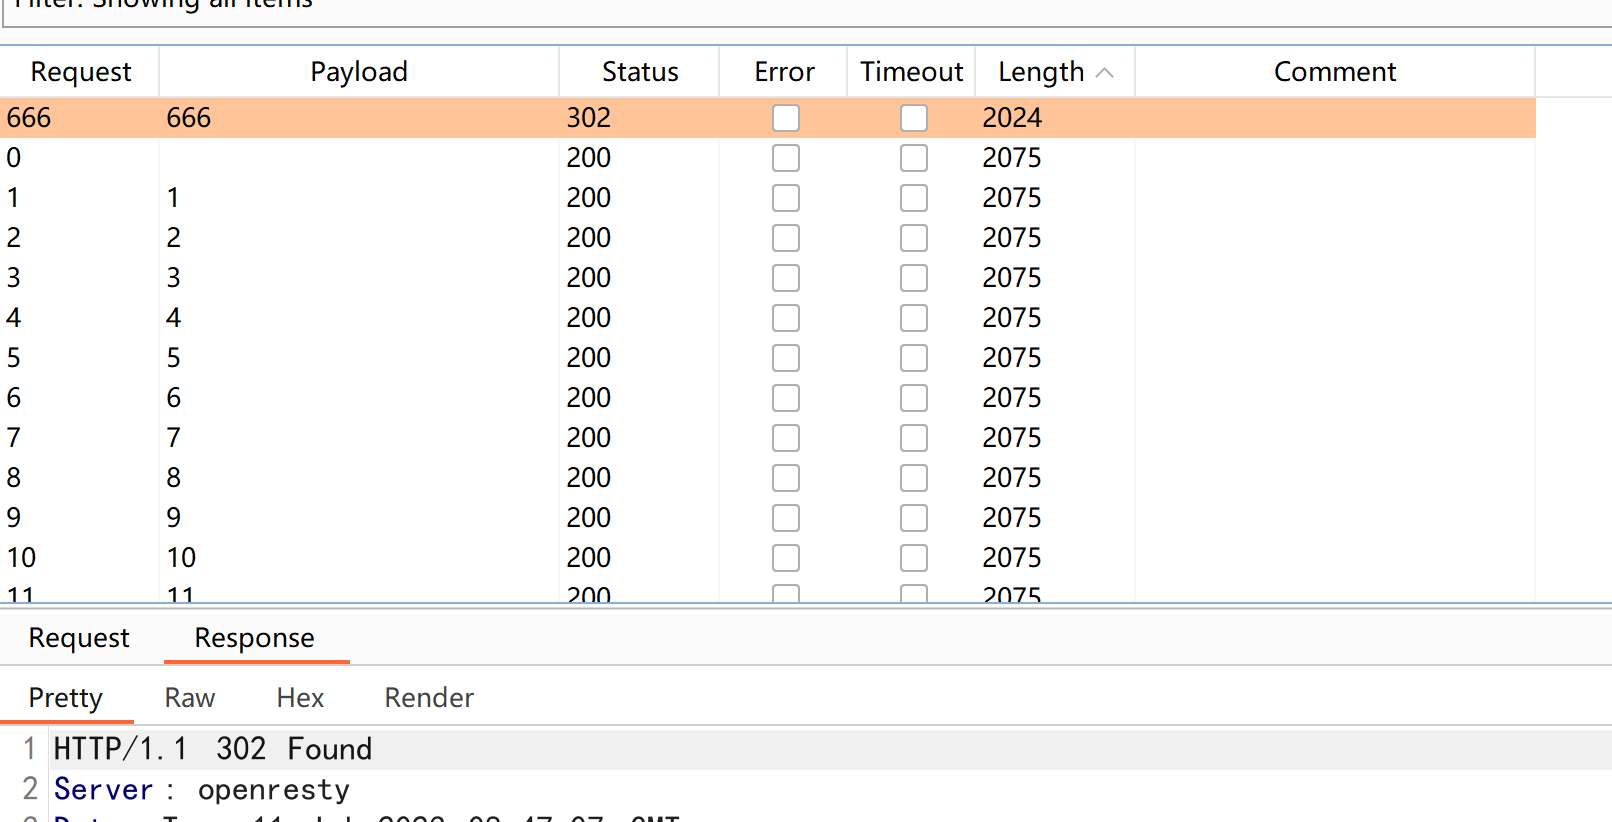 Filter: Showing all items
Request Payload Status Error Timeout Length Comment
666 666 302 2024
0 200 2075
1 1 200 2075
2 2 200 2075
3 3 200 2075
4 4 200 2075
5 5 200 2075
6 6 200 2075
7 7 200 2075
8 8 200 2075
9 9 200 2075
10 10 200 2075
11 11 200 2075
Request Response
Pretty Raw Hex Render
1 HTTP/1.1 302 Found
2 Server : openresty
GMT